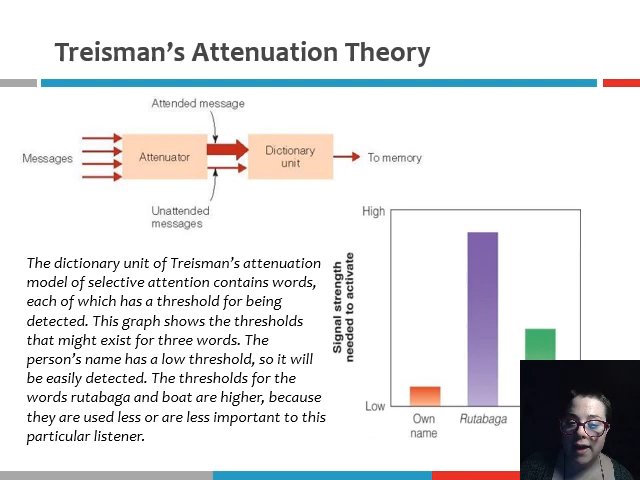 Treisman's Attenuation Theory
Attended message
Messages
Attenuator
Dictionary
unit
To memory
Unattended
messages
The dictionary unit of Treisman's attenuation
model of selective attention contains words,
each of which has a threshold for being
detected. This graph shows the thresholds
that might exist for three words. The
person's name has a low threshold, so it will
be easily detected. The thresholds for the
words rutabaga and boat are higher, because
they are used less or are less important to this
particular listener.
High
Signal strength
needed to activate
Low
Own
name
Rutabaga